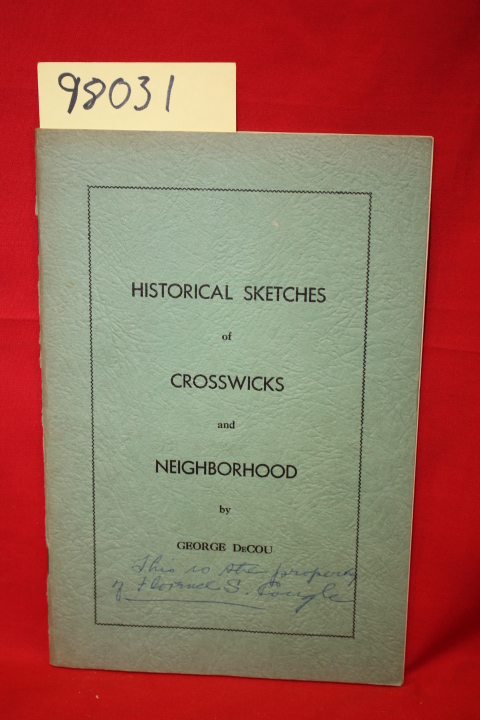 98031
HISTORICAL SKETCHES
of
CROSSWICKS
and
NEIGHBORHOOD
by
GEORGE DeCOU
This is the property
of Florence S.